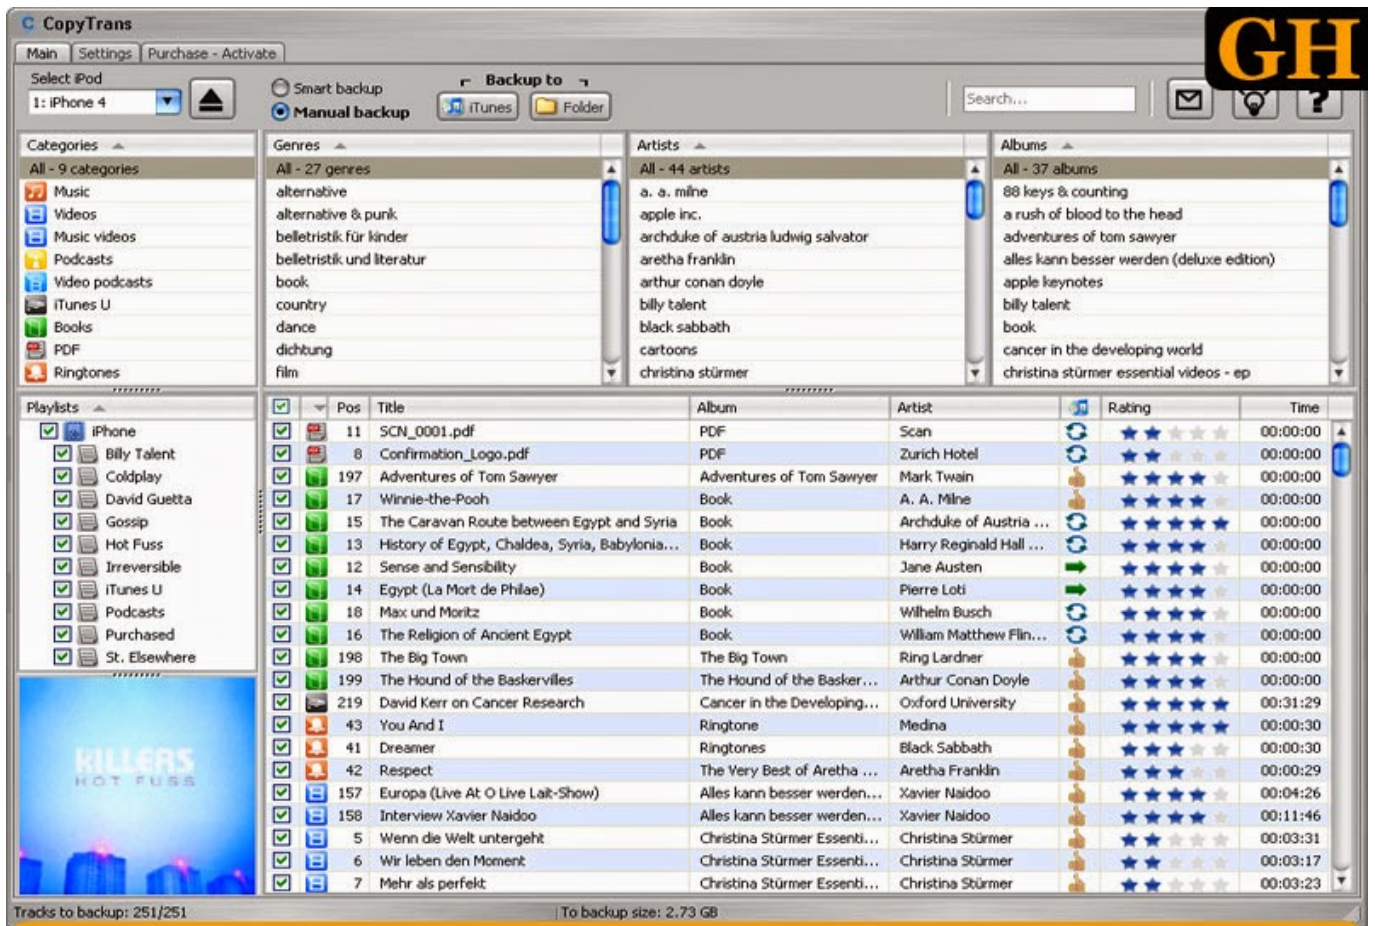 CopyTrans
GH
Main Settings Purchase - Activate
Select iPod
1: iPhone 4
Smart backup
Manual backup
Backup to
iTunes Folder
Search...
?
Categories
All - 9 categories
Music
Videos
Music videos
Podcasts
Video podcasts
iTunes U
Books
PDF
Ringtones
Genres
All - 27 genres
alternative
alternative & punk
belletristik für kinder
belletristik und literatur
book
country
dance
dichtung
film
Artists
All - 44 artists
a. a. milne
apple inc.
archduke of austria ludwig salvator
aretha franklin
arthur conan doyle
billy talent
black sabbath
cartoons
christina stürmer
Albums
All - 37 albums
88 keys & counting
a rush of blood to the head
adventures of tom sawyer
alles kann besser werden (deluxe edition)
apple keynotes
billy talent
book
cancer in the developing world
christina stürmer essential videos - ep
Playlists
iPhone
Billy Talent
Coldplay
David Guetta
Gossip
Hot Fuss
Irreversible
iTunes U
Podcasts
Purchased
St. Elsewhere
KILLERS
HOT FUSS
Pos Title Album Artist Rating Time
11 SCN_0001.pdf PDF Scan 00:00:00
8 Confirmation_Logo.pdf PDF Zurich Hotel 00:00:00
197 Adventures of Tom Sawyer Adventures of Tom Sawyer Mark Twain 00:00:00
17 Winnie-the-Pooh Book A. A. Milne 00:00:00
15 The Caravan Route between Egypt and Syria Book Archduke of Austria ... 00:00:00
13 History of Egypt, Chaldea, Syria, Babylonia... Book Harry Reginald Hall ... 00:00:00
12 Sense and Sensibility Book Jane Austen 00:00:00
14 Egypt (La Mort de Philae) Book Pierre Loti 00:00:00
18 Max und Moritz Book Wilhelm Busch 00:00:00
16 The Religion of Ancient Egypt Book William Matthew Flin... 00:00:00
198 The Big Town The Big Town Ring Lardner 00:00:00
199 The Hound of the Baskervilles The Hound of the Basker... Arthur Conan Doyle 00:00:00
219 David Kerr on Cancer Research Cancer in the Developing... Oxford University 00:31:29
43 You And I Ringtone Medina 00:00:30
41 Dreamer Ringtones Black Sabbath 00:00:30
42 Respect The Very Best of Aretha ... Aretha Franklin 00:00:29
157 Europa (Live At O Live Lait-Show) Alles kann besser werden... Xavier Naidoo 00:04:26
158 Interview Xavier Naidoo Alles kann besser werden... Xavier Naidoo 00:11:46
5 Wenn die Welt untergeht Christina Stürmer Essenti... Christina Stürmer 00:03:31
6 Wir leben den Moment Christina Stürmer Essenti... Christina Stürmer 00:03:17
7 Mehr als perfekt Christina Stürmer Essenti... Christina Stürmer 00:03:23
Tracks to backup: 251/251
To backup size: 2.73 GB